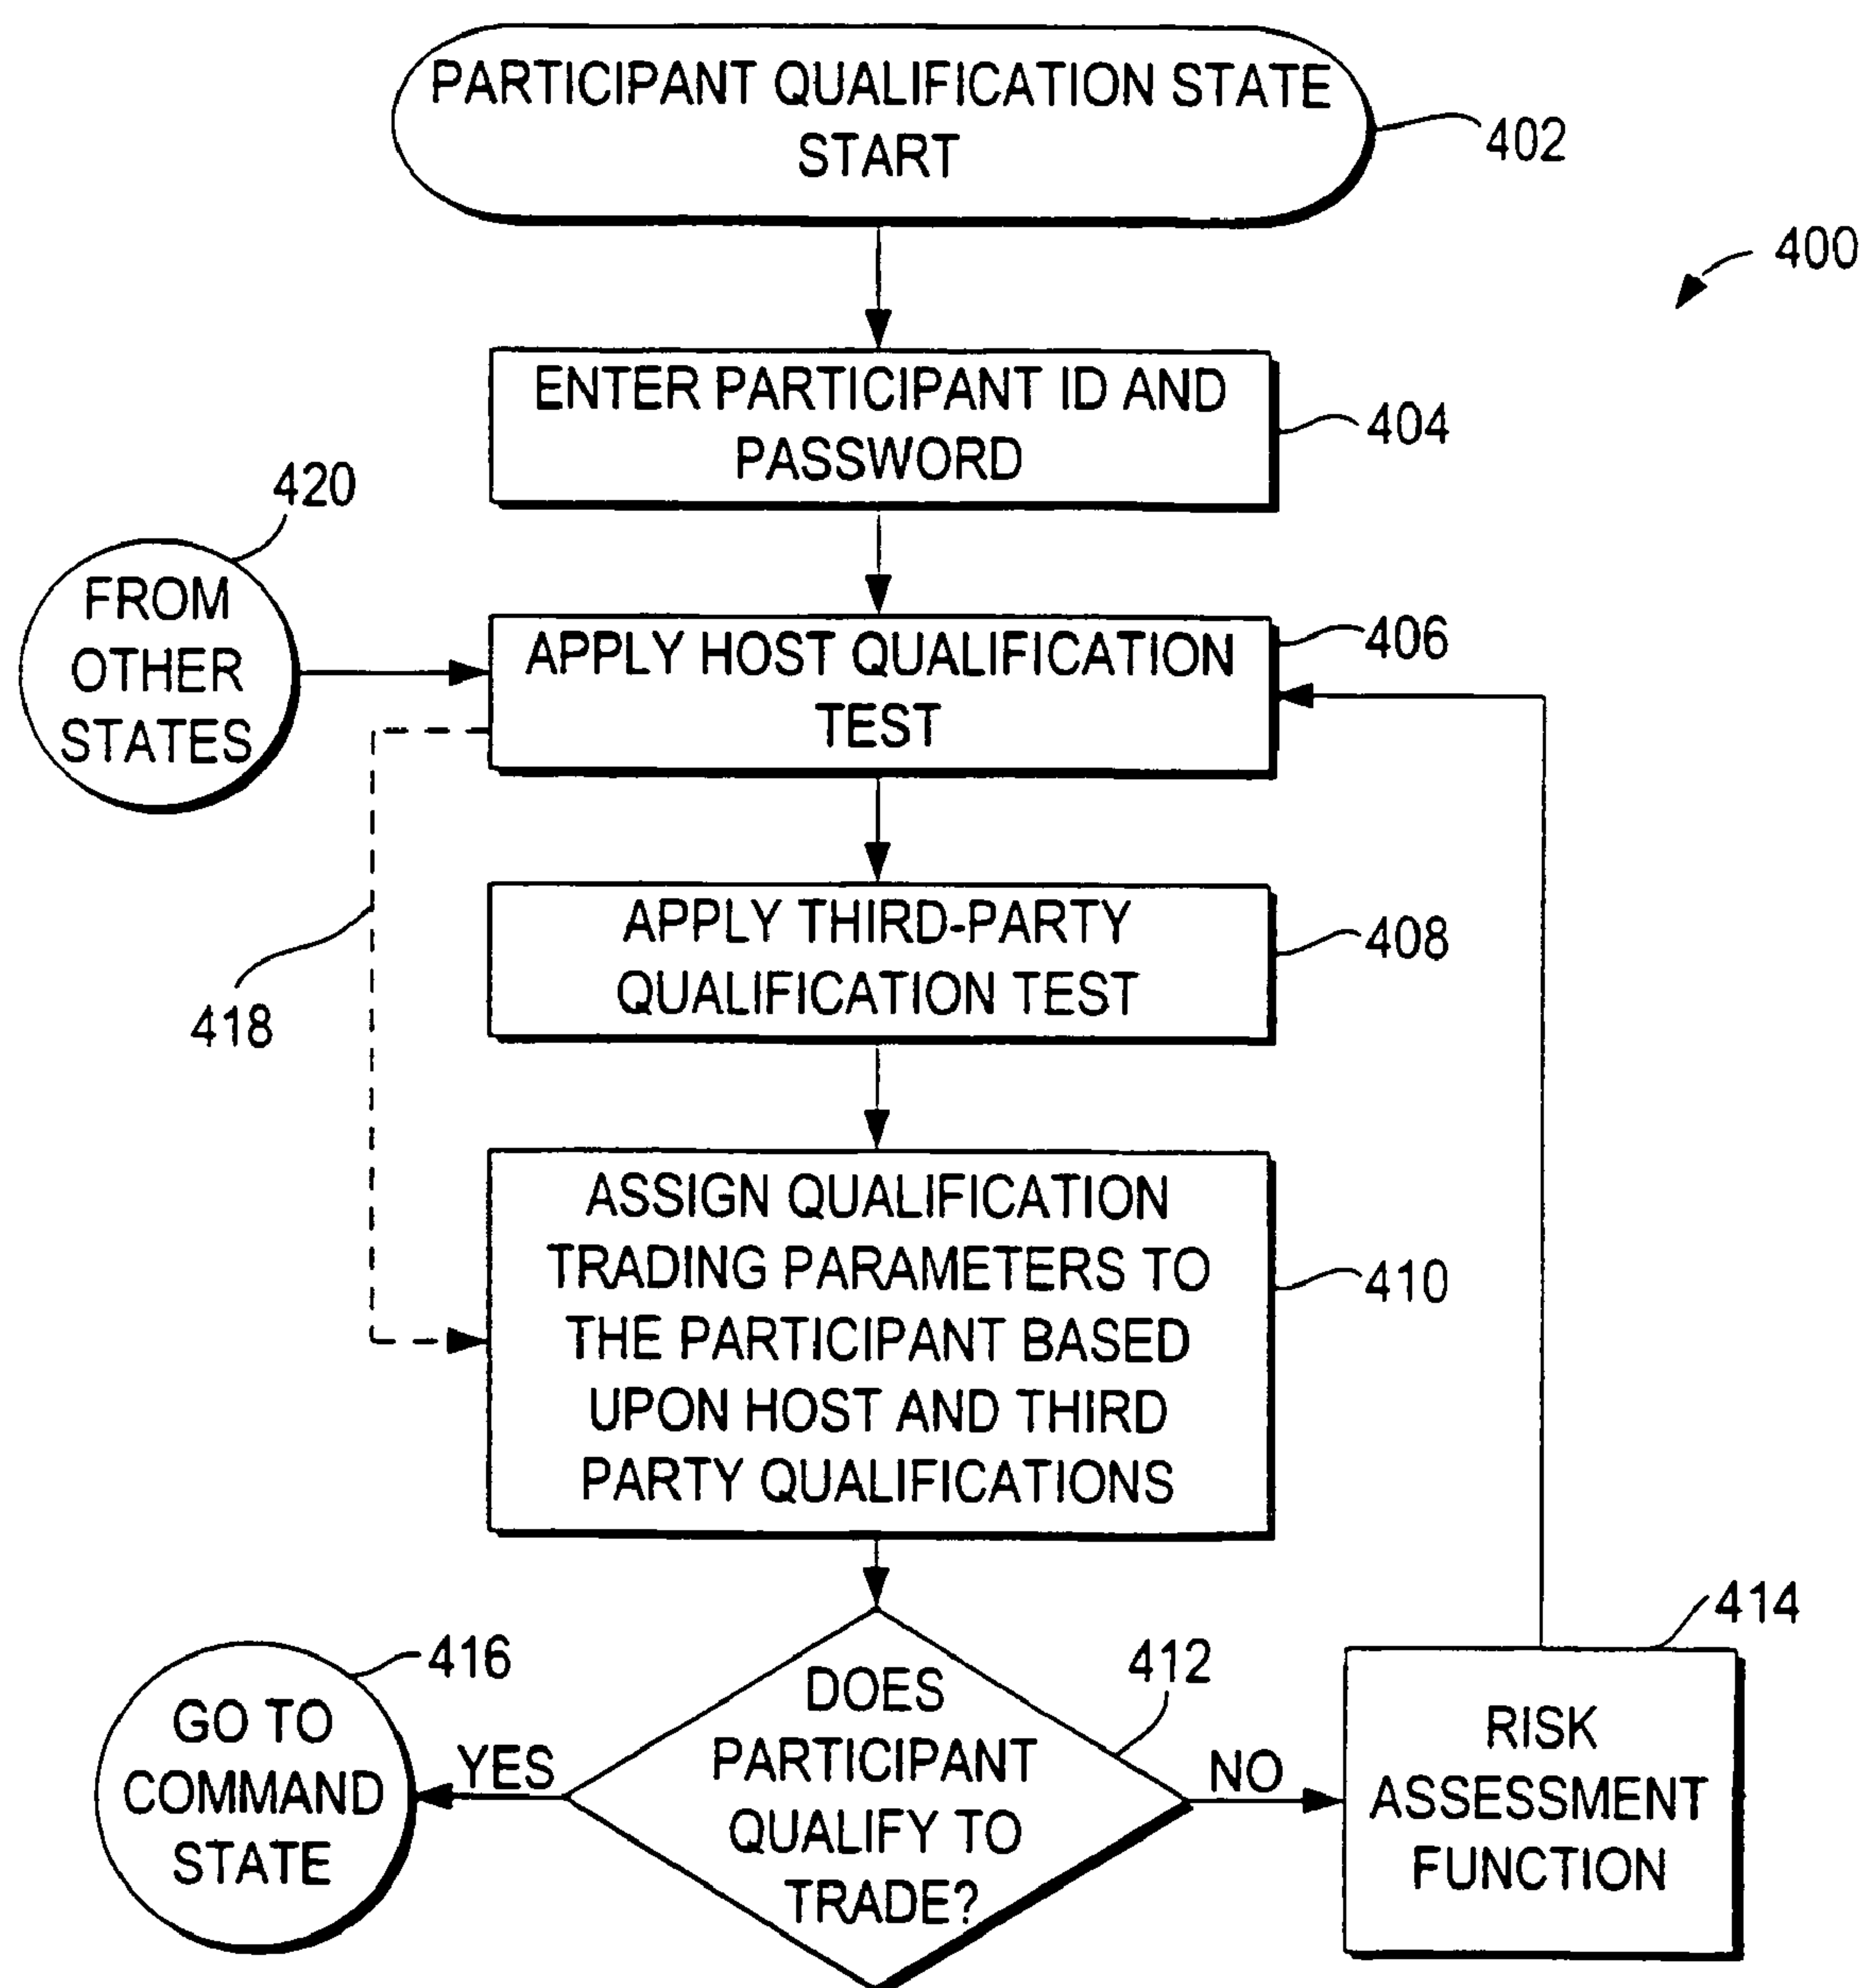 PARTICIPANT QUALIFICATION STATE
START
402
400
ENTER PARTICIPANT ID AND
PASSWORD
404
420
FROM
OTHER
STATES
APPLY HOST QUALIFICATION
TEST
406
APPLY THIRD-PARTY
QUALIFICATION TEST
408
418
ASSIGN QUALIFICATION
TRADING PARAMETERS TO
THE PARTICIPANT BASED
UPON HOST AND THIRD
PARTY QUALIFICATIONS
410
416
GO TO
COMMAND
STATE
YES
DOES
PARTICIPANT
QUALIFY TO
TRADE?
412
NO
414
RISK
ASSESSMENT
FUNCTION